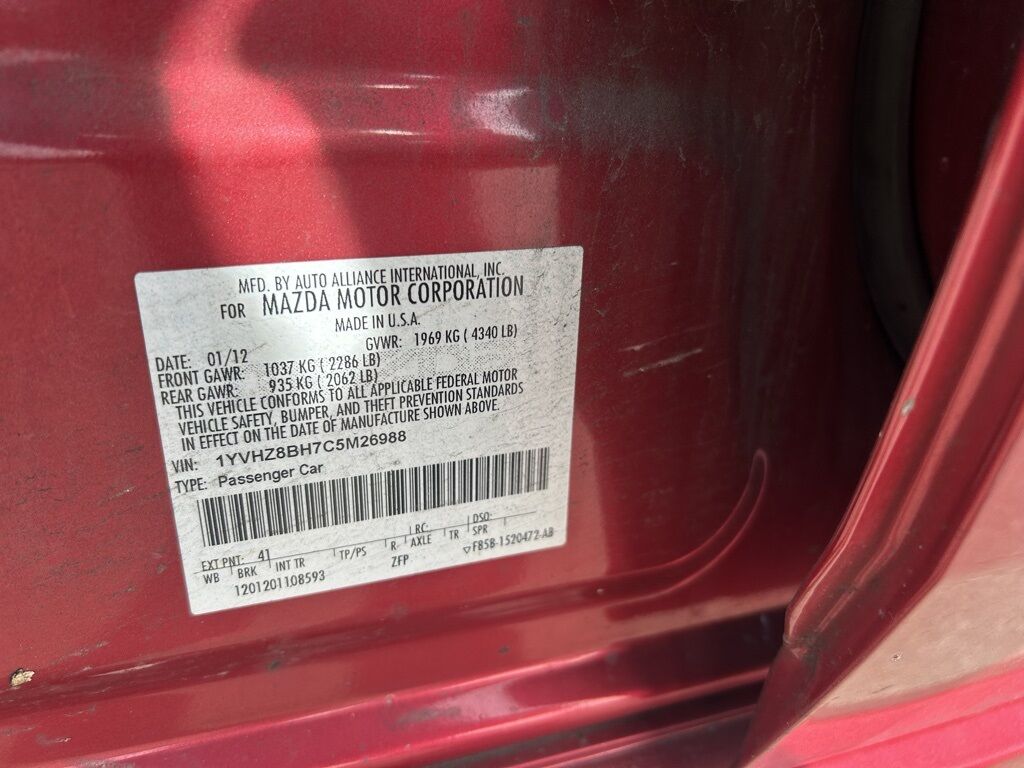 MFD. BY AUTO ALLIANCE INTERNATIONAL, INC.
FOR MAZDA MOTOR CORPORATION
MADE IN U.S.A.
DATE: 01/12 GVWR: 1969 KG ( 4340 LB)
FRONT GAWR: 1037 KG ( 2286 LB)
REAR GAWR: 935 KG ( 2062 LB)
THIS VEHICLE CONFORMS TO ALL APPLICABLE FEDERAL MOTOR
VEHICLE SAFETY, BUMPER, AND THEFT PREVENTION STANDARDS
IN EFFECT ON THE DATE OF MANUFACTURE SHOWN ABOVE.
VIN: 1YVHZ8BH7C5M26988
TYPE: Passenger Car
EXT PNT: 41 RC: DSO:
WB BRK INT TR TP/PS R AXLE TR SPR
ZFP F85B-1520472-AB
1201201108593